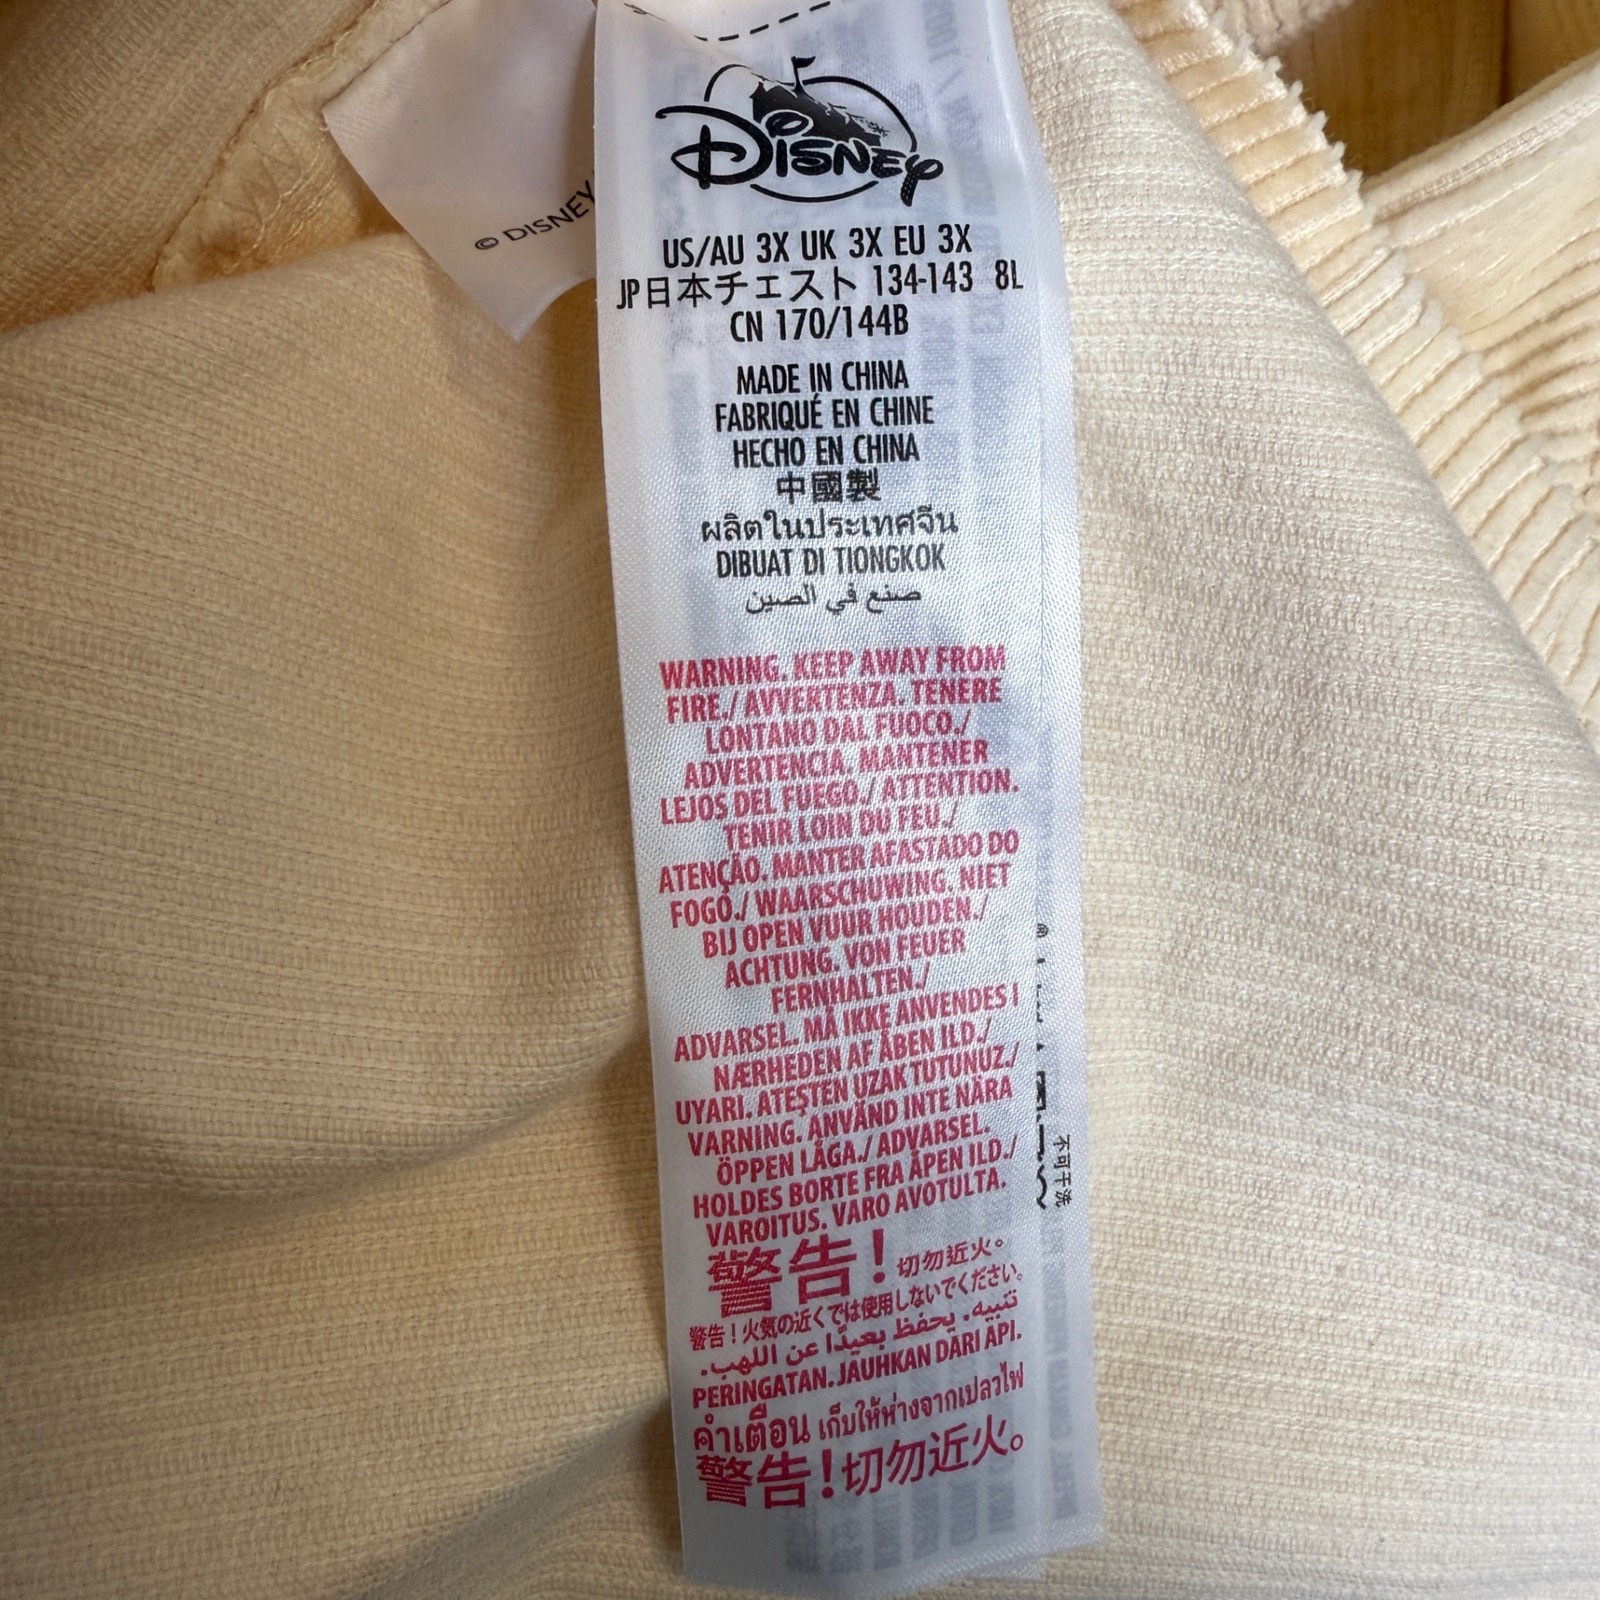 © DISNEY
DISNEY
US/AU 3X UK 3X EU 3X
JP日本チェスト 134-143 8L
CN 170/144B
MADE IN CHINA
FABRIQUÉ EN CHINE
HECHO EN CHINA
中國製
ผลิตในประเทศจีน
DIBUAT DI TIONGKOK
صنع في الصين
WARNING. KEEP AWAY FROM
FIRE./ AVVERTENZA. TENERE
LONTANO DAL FUOCO./
ADVERTENCIA. MANTENER
LEJOS DEL FUEGO./ ATTENTION.
TENIR LOIN DU FEU./
ATENÇÃO. MANTER AFASTADO DO
FOGO./ WAARSCHUWING. NIET
BIJ OPEN VUUR HOUDEN./
ACHTUNG. VON FEUER
FERNHALTEN./
ADVARSEL. MÅ IKKE ANVENDES I
NÆRHEDEN AF ÅBEN ILD./
UYARI. ATEŞTEN UZAK TUTUNUZ./
VARNING. ANVÄND INTE NÄRA
ÖPPEN LÅGA./ ADVARSEL.
HOLDES BORTE FRA ÅPEN ILD./
VAROITUS. VARO AVOTULTA.
警告！切勿近火。
警告！火気の近くでは使用しないでください。
تنبيه. يحفظ بعيدًا عن اللهب.
PERINGATAN. JAUHKAN DARI API.
คำเตือน เก็บให้ห่างจากเปลวไฟ
警告！切勿近火。
不可干洗